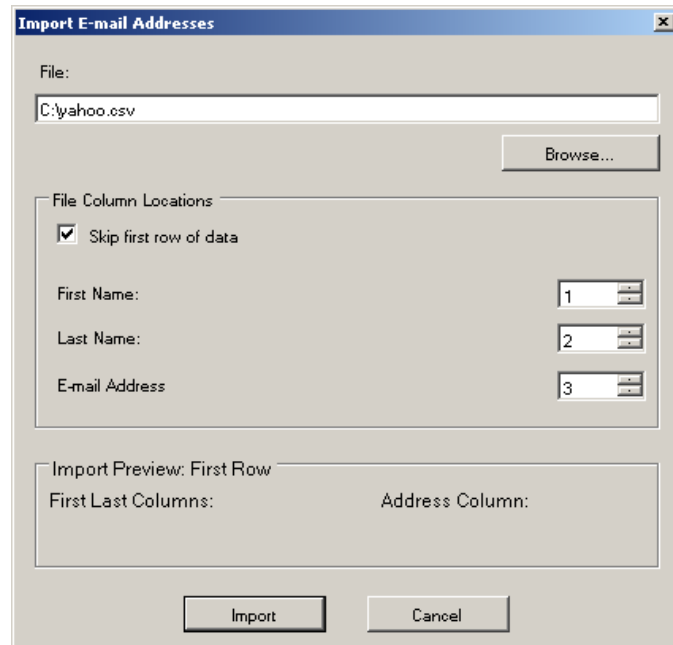 Import E-mail Addresses
File:
C:\yahoo.csv
Browse...
File Column Locations
Skip first row of data
First Name: 1
Last Name: 2
E-mail Address 3
Import Preview: First Row
First Last Columns: Address Column:
Import Cancel